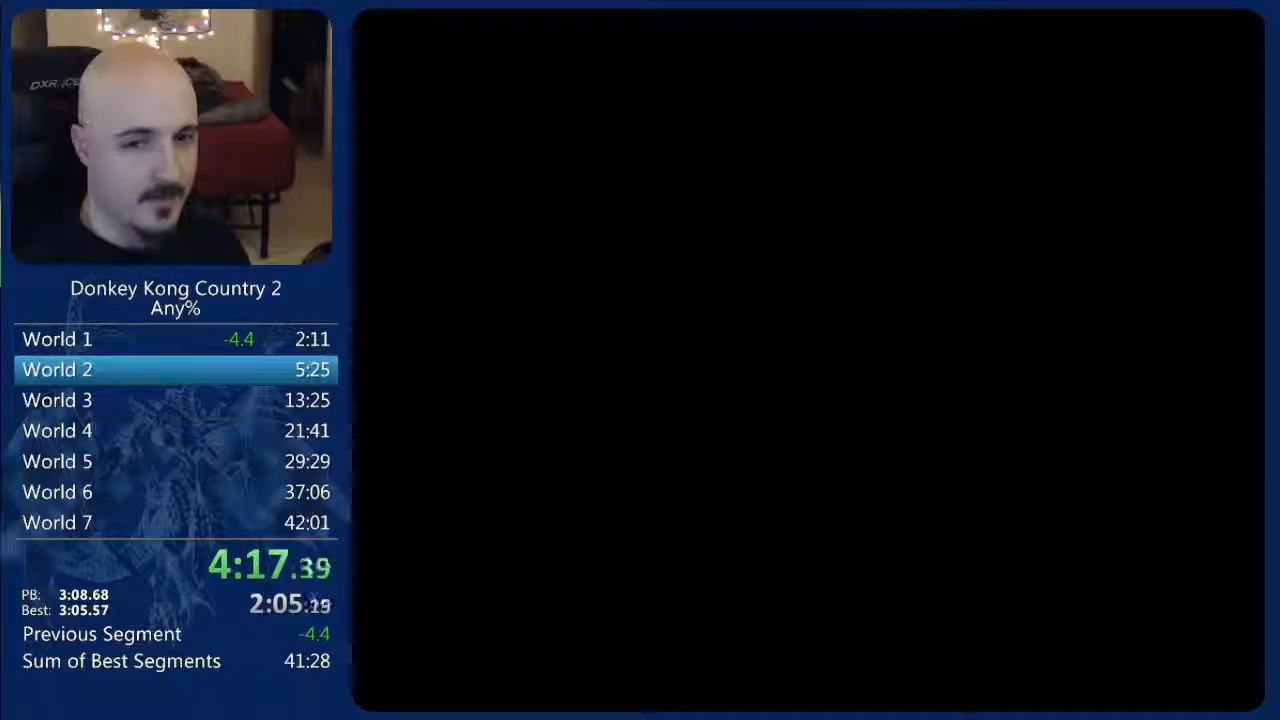 DXR
Donkey Kong Country 2
Any%
World 1 -4.4 2:11
World 2 5:25
World 3 13:25
World 4 21:41
World 5 29:29
World 6 37:06
World 7 42:01
4:17.39
PB: 3:08.68
Best: 3:05.57
2:05.15
Previous Segment -4.4
Sum of Best Segments 41:28